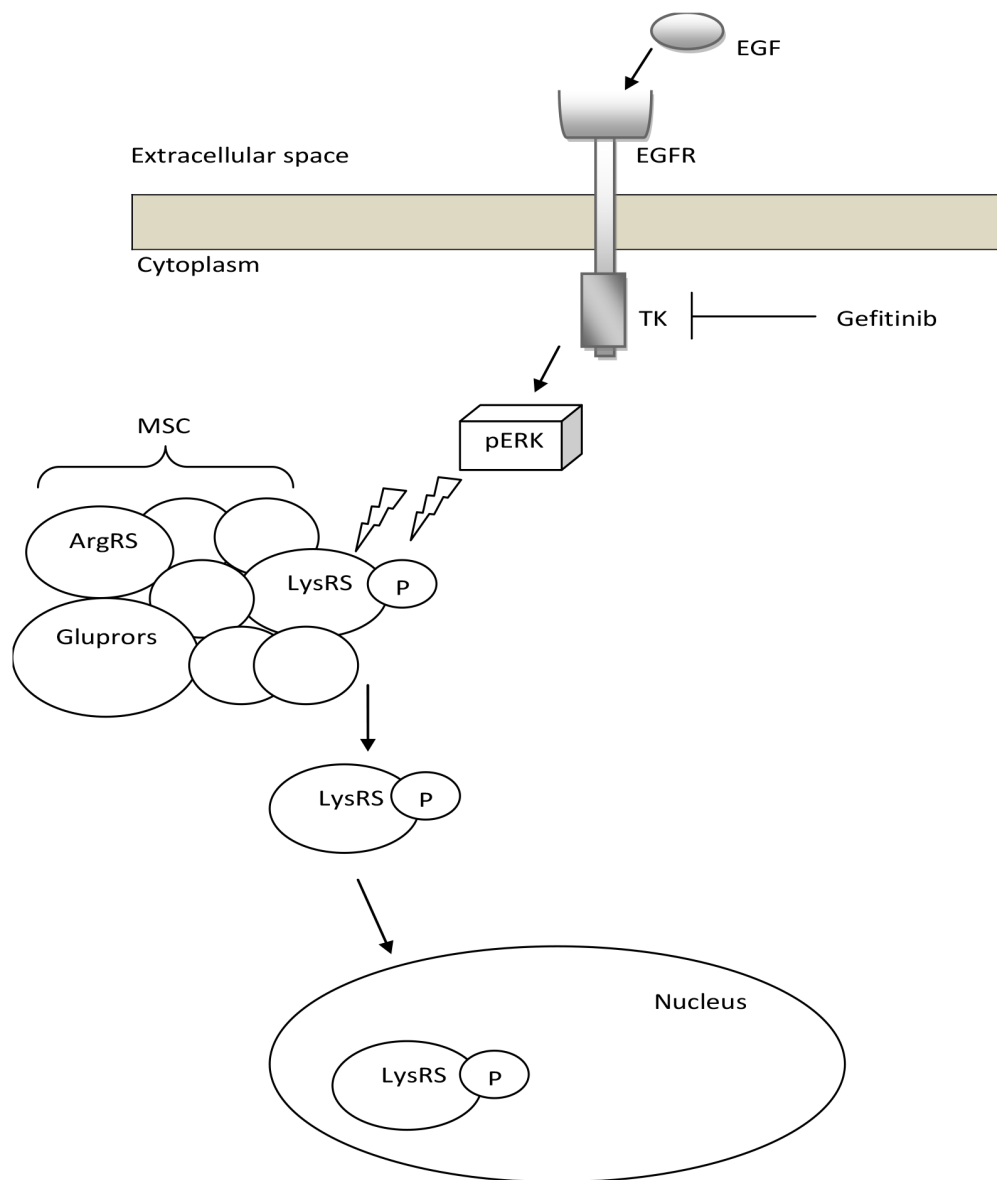 EGF
Extracellular space
EGFR
Cytoplasm
TK
Gefitinib
MSC
pERK
ArgRS
LysRS
P
Gluprors
LysRS
P
Nucleus
LysRS
P